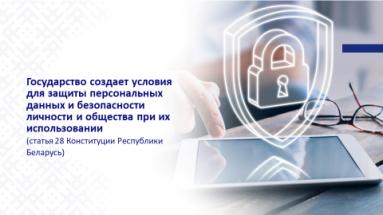 Государство создает условия
для защиты персональных
данных и безопасности
личности и общества при их
использовании
(статья 28 Конституции Республики
Беларусь)